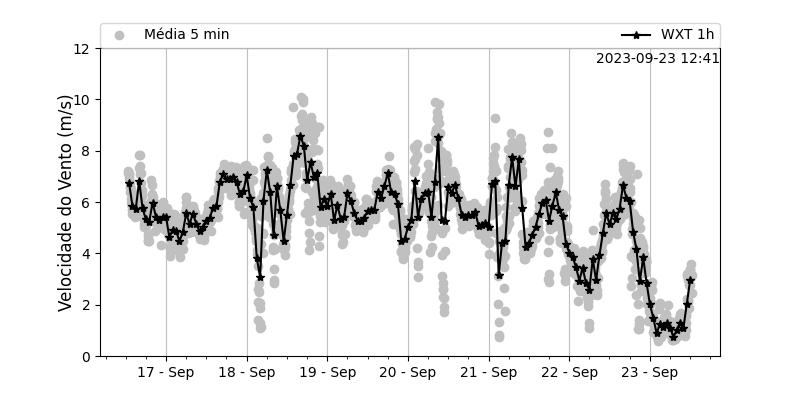 Média 5 min
WXT 1h
2023-09-23 12:41
Velocidade do Vento (m/s)
12
10
8
6
4
2
0
17 - Sep
18 - Sep
19 - Sep
20 - Sep
21 - Sep
22 - Sep
23 - Sep